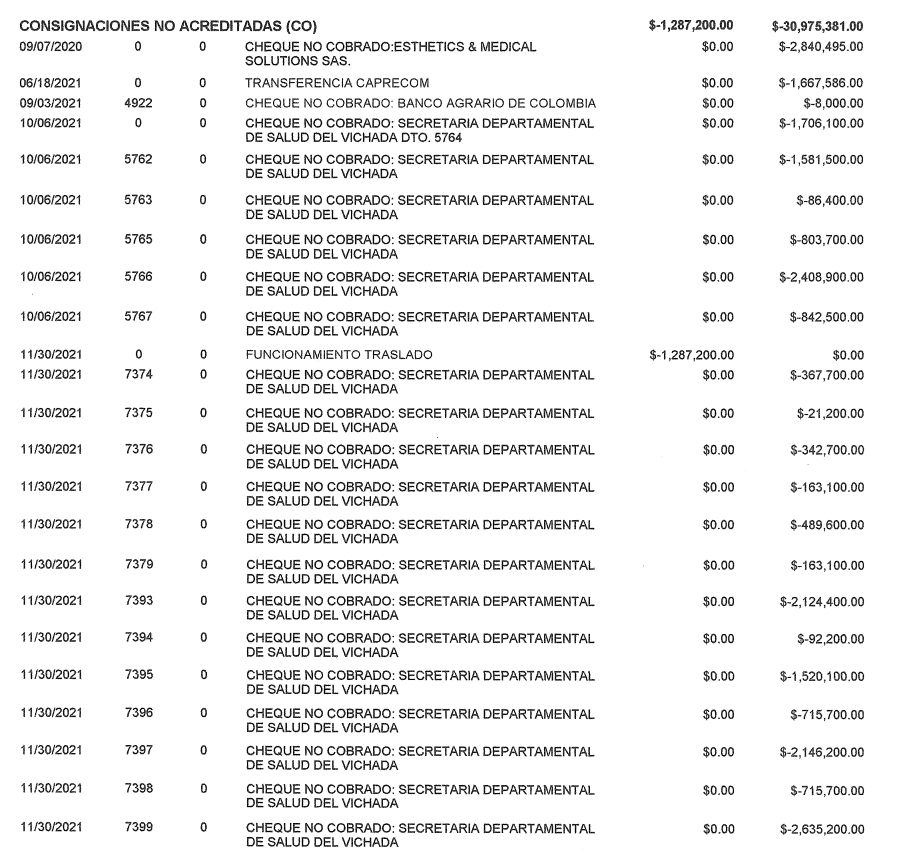 CONSIGNACIONES NO ACREDITADAS (CO) $-1,287,200.00 $-30,975,381.00
09/07/2020 0 0 CHEQUE NO COBRADO:ESTHETICS & MEDICAL $0.00 $-2,840,495.00
SOLUTIONS SAS.
06/18/2021 0 0 TRANSFERENCIA CAPRECOM $0.00 $-1,667,586.00
09/03/2021 4922 0 CHEQUE NO COBRADO: BANCO AGRARIO DE COLOMBIA $0.00 $-8,000.00
10/06/2021 0 0 CHEQUE NO COBRADO: SECRETARIA DEPARTAMENTAL $0.00 $-1,706,100.00
DE SALUD DEL VICHADA DTO. 5764
10/06/2021 5762 0 CHEQUE NO COBRADO: SECRETARIA DEPARTAMENTAL $0.00 $-1,581,500.00
DE SALUD DEL VICHADA
10/06/2021 5763 0 CHEQUE NO COBRADO: SECRETARIA DEPARTAMENTAL $0.00 $-86,400.00
DE SALUD DEL VICHADA
10/06/2021 5765 0 CHEQUE NO COBRADO: SECRETARIA DEPARTAMENTAL $0.00 $-803,700.00
DE SALUD DEL VICHADA
10/06/2021 5766 0 CHEQUE NO COBRADO: SECRETARIA DEPARTAMENTAL $0.00 $-2,408,900.00
DE SALUD DEL VICHADA
10/06/2021 5767 0 CHEQUE NO COBRADO: SECRETARIA DEPARTAMENTAL $0.00 $-842,500.00
DE SALUD DEL VICHADA
11/30/2021 0 0 FUNCIONAMIENTO TRASLADO $-1,287,200.00 $0.00
11/30/2021 7374 0 CHEQUE NO COBRADO: SECRETARIA DEPARTAMENTAL $0.00 $-367,700.00
DE SALUD DEL VICHADA
11/30/2021 7375 0 CHEQUE NO COBRADO: SECRETARIA DEPARTAMENTAL $0.00 $-21,200.00
DE SALUD DEL VICHADA
11/30/2021 7376 0 CHEQUE NO COBRADO: SECRETARIA DEPARTAMENTAL $0.00 $-342,700.00
DE SALUD DEL VICHADA
11/30/2021 7377 0 CHEQUE NO COBRADO: SECRETARIA DEPARTAMENTAL $0.00 $-163,100.00
DE SALUD DEL VICHADA
11/30/2021 7378 0 CHEQUE NO COBRADO: SECRETARIA DEPARTAMENTAL $0.00 $-489,600.00
DE SALUD DEL VICHADA
11/30/2021 7379 0 CHEQUE NO COBRADO: SECRETARIA DEPARTAMENTAL $0.00 $-163,100.00
DE SALUD DEL VICHADA
11/30/2021 7393 0 CHEQUE NO COBRADO: SECRETARIA DEPARTAMENTAL $0.00 $-2,124,400.00
DE SALUD DEL VICHADA
11/30/2021 7394 0 CHEQUE NO COBRADO: SECRETARIA DEPARTAMENTAL $0.00 $-92,200.00
DE SALUD DEL VICHADA
11/30/2021 7395 0 CHEQUE NO COBRADO: SECRETARIA DEPARTAMENTAL $0.00 $-1,520,100.00
DE SALUD DEL VICHADA
11/30/2021 7396 0 CHEQUE NO COBRADO: SECRETARIA DEPARTAMENTAL $0.00 $-715,700.00
DE SALUD DEL VICHADA
11/30/2021 7397 0 CHEQUE NO COBRADO: SECRETARIA DEPARTAMENTAL $0.00 $-2,146,200.00
DE SALUD DEL VICHADA
11/30/2021 7398 0 CHEQUE NO COBRADO: SECRETARIA DEPARTAMENTAL $0.00 $-715,700.00
DE SALUD DEL VICHADA
11/30/2021 7399 0 CHEQUE NO COBRADO: SECRETARIA DEPARTAMENTAL $0.00 $-2,635,200.00
DE SALUD DEL VICHADA